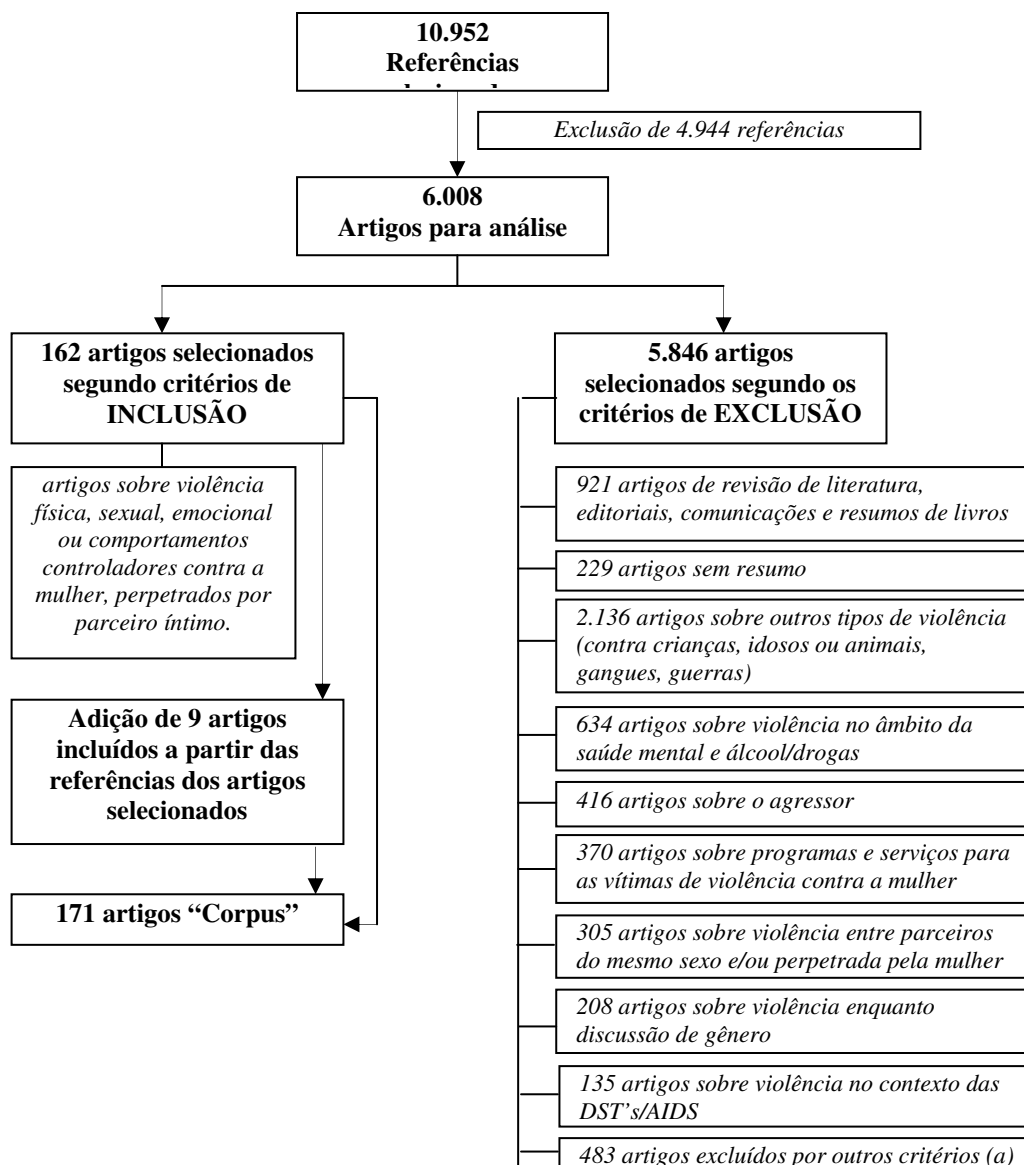 10.952
Referências
Exclusão de 4.944 referências
6.008
Artigos para análise
162 artigos selecionados
segundo critérios de
INCLUSÃO
artigos sobre violência
física, sexual, emocional
ou comportamentos
controladores contra a
mulher, perpetrados por
parceiro íntimo.
Adição de 9 artigos
incluídos a partir das
referências dos artigos
selecionados
171 artigos “Corpus”
5.846 artigos
selecionados segundo os
critérios de EXCLUSÃO
921 artigos de revisão de literatura,
editoriais, comunicações e resumos de livros
229 artigos sem resumo
2.136 artigos sobre outros tipos de violência
(contra crianças, idosos ou animais,
gangues, guerras)
634 artigos sobre violência no âmbito da
saúde mental e álcool/drogas
416 artigos sobre o agressor
370 artigos sobre programas e serviços para
as vítimas de violência contra a mulher
305 artigos sobre violência entre parceiros
do mesmo sexo e/ou perpetrada pela mulher
208 artigos sobre violência enquanto
discussão de gênero
135 artigos sobre violência no contexto das
DST’s/AIDS
483 artigos excluídos por outros critérios (a)